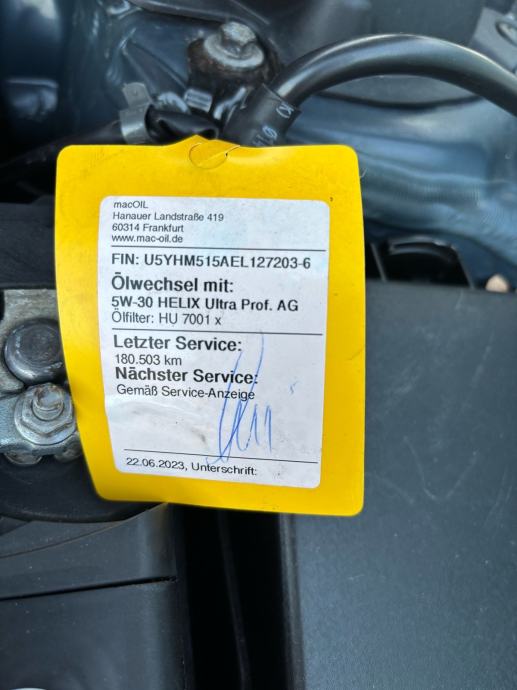 macOIL
Hanauer Landstraße 419
60314 Frankfurt
www.mac-oil.de
FIN: U5YHM515AEL127203-6
Ölwechsel mit:
5W-30 HELIX Ultra Prof. AG
Ölfilter: HU 7001 x
Letzter Service:
180.503 km
Nächster Service:
Gemäß Service-Anzeige
22.06.2023, Unterschrift: